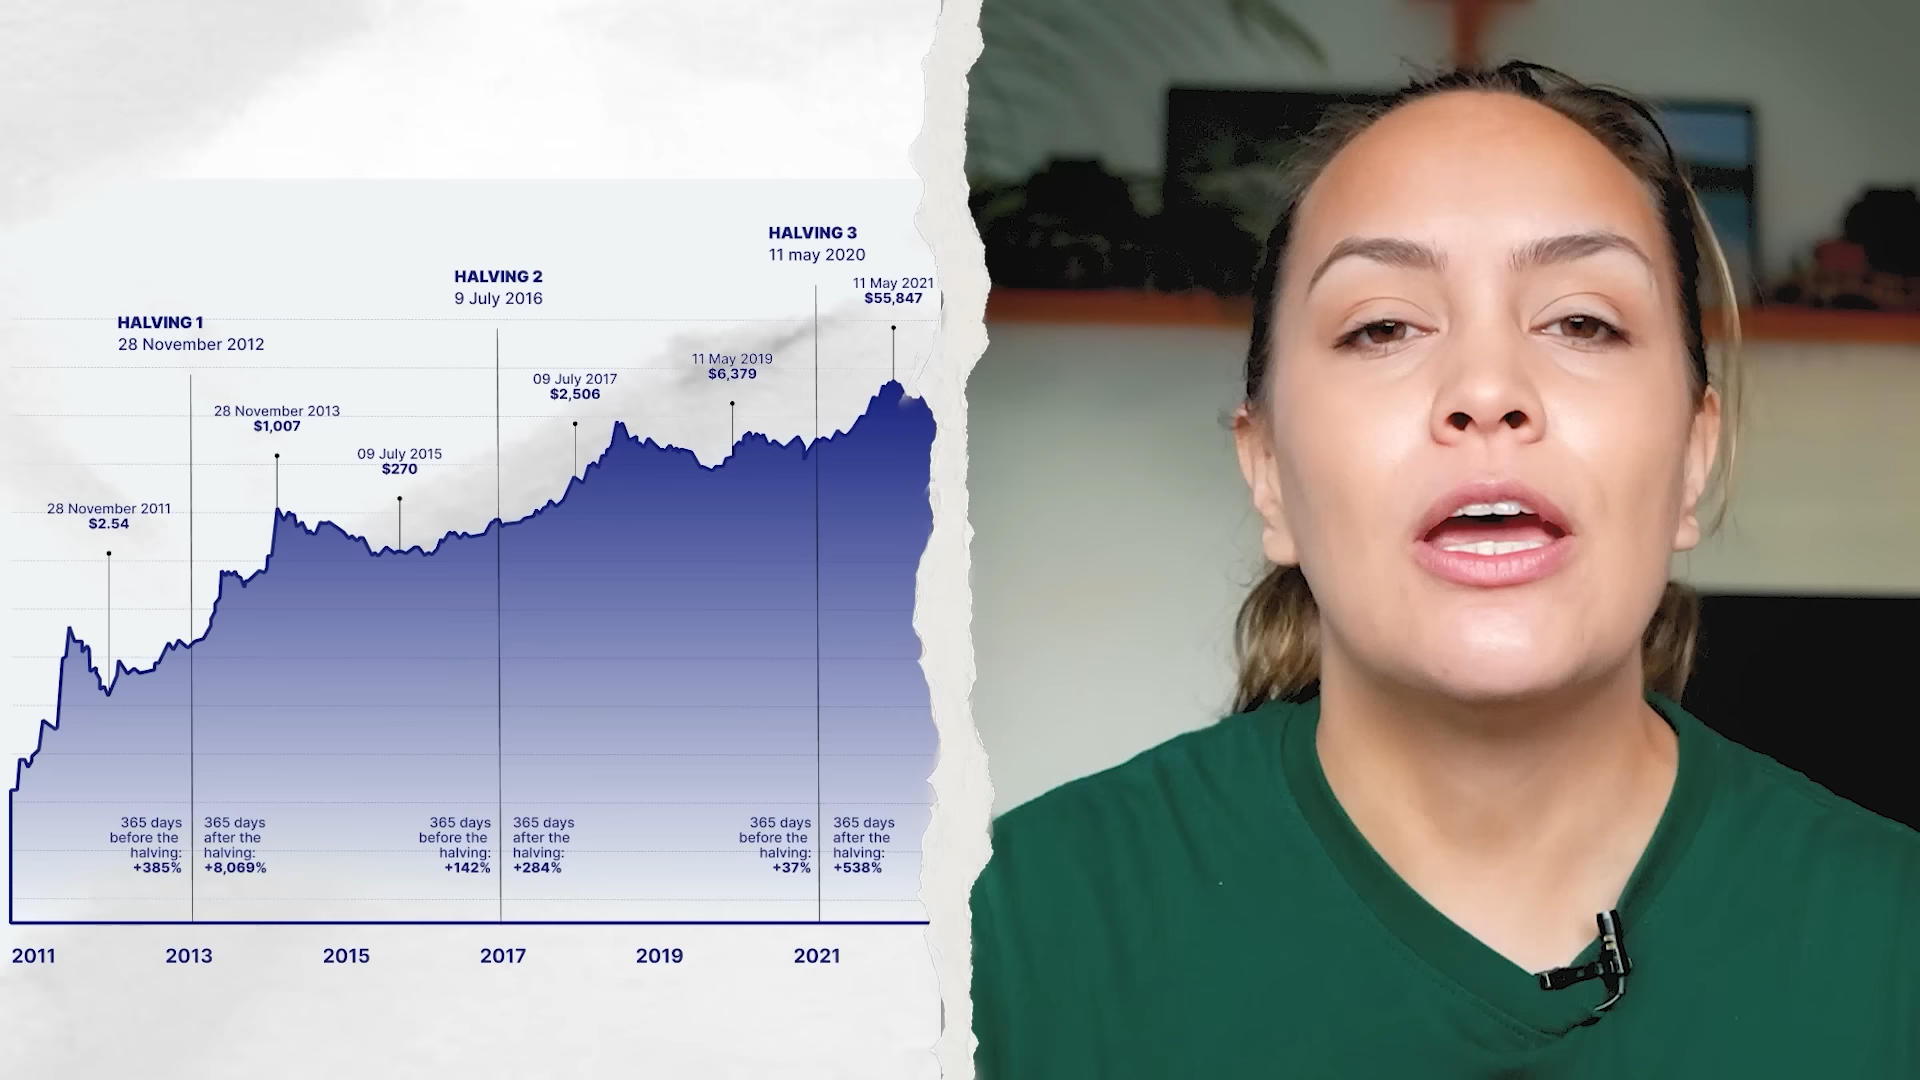 HALVING 3
11 may 2020
HALVING 2
9 July 2016
11 May 2021
$55,847
HALVING 1
28 November 2012
11 May 2019
$6,379
09 July 2017
$2,506
28 November 2013
$1,007
09 July 2015
$270
28 November 2011
$2.54
365 days
before the
halving:
+385%
365 days
after the
halving:
+8,069%
365 days
before the
halving:
+142%
365 days
after the
halving:
+284%
365 days
before the
halving:
+37%
365 days
after the
halving:
+538%
2011 2013 2015 2017 2019 2021